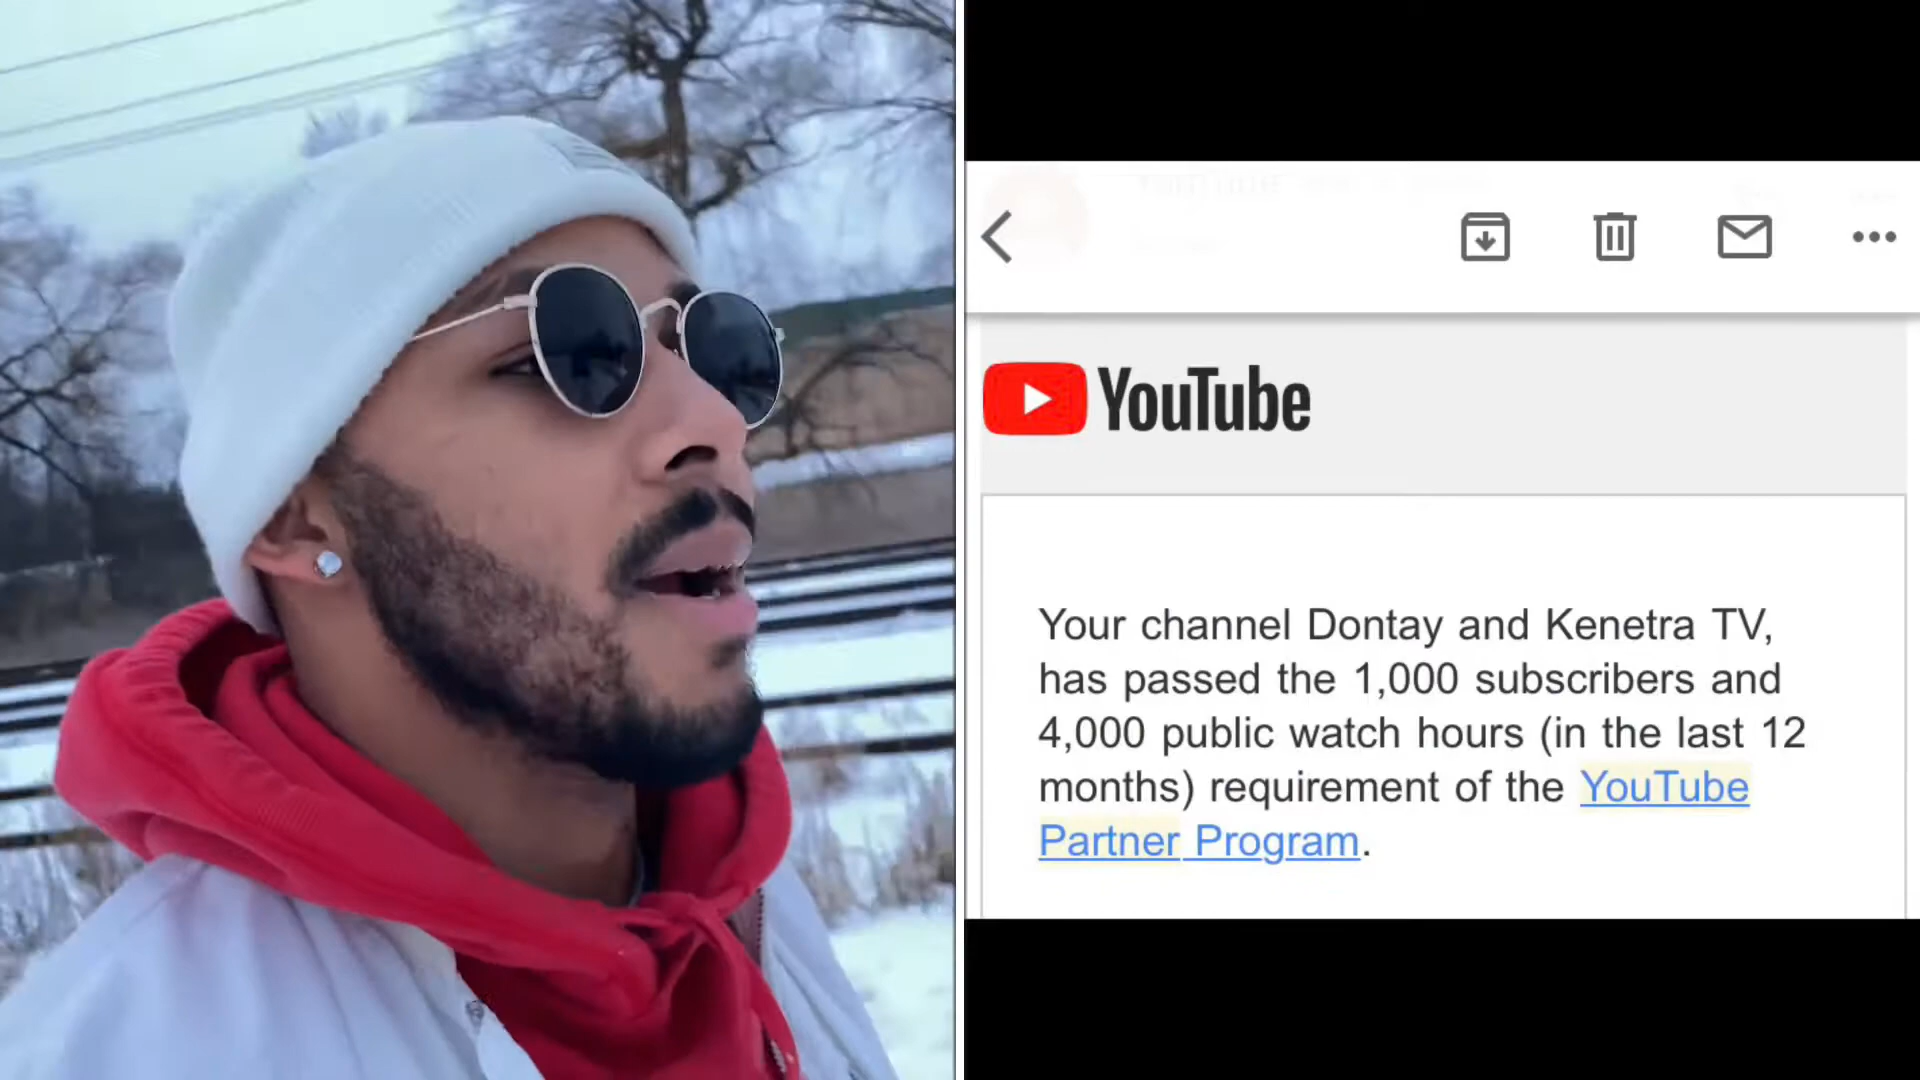 YouTube
Your channel Dontay and Kenetra TV,
has passed the 1,000 subscribers and
4,000 public watch hours (in the last 12
months) requirement of the YouTube
Partner Program.